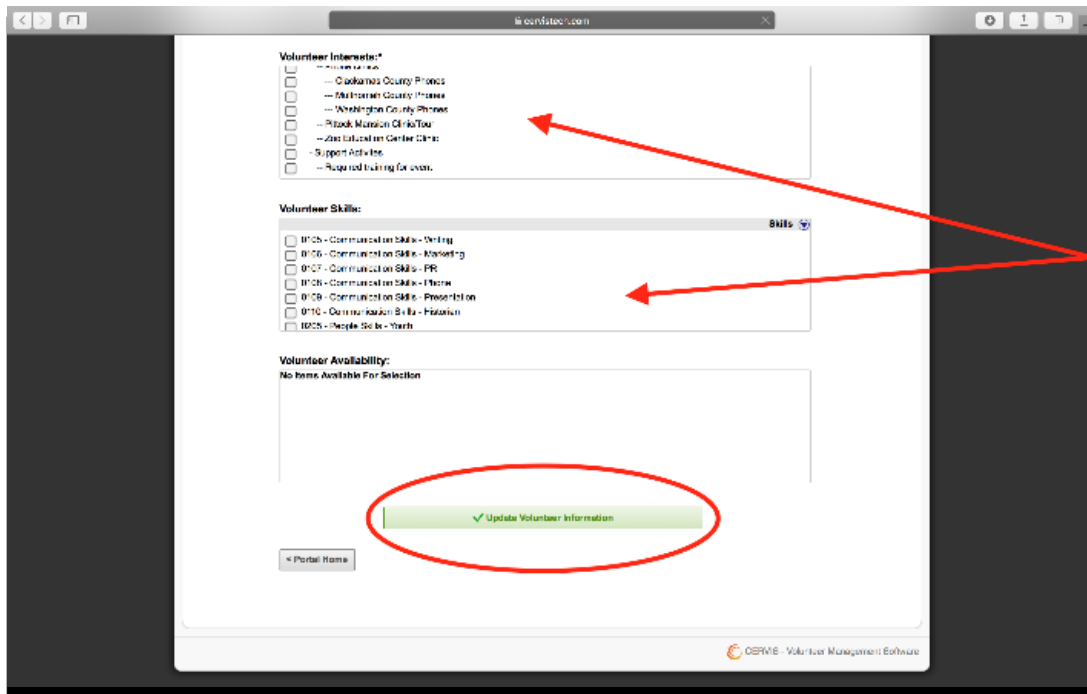 cervistech.com
Volunteer Interests:*
--- Clackamas County Phones
--- Multnomah County Phones
--- Washington County Phones
-- Pittock Mansion Clinic/Tour
-- Zoo Education Center Clinic
- Support Activites
-- Required training for event
Volunteer Skills:
Skills
0105 - Communication Skills - Writing
0106 - Communication Skills - Marketing
0107 - Communication Skills - PR
0108 - Communication Skills - Phone
0109 - Communication Skills - Presentation
0110 - Communication Skills - Historian
0205 - People Skills - Youth
Volunteer Availability:
No Items Available For Selection
Update Volunteer Information
< Portal Home
CERVIS - Volunteer Management Software